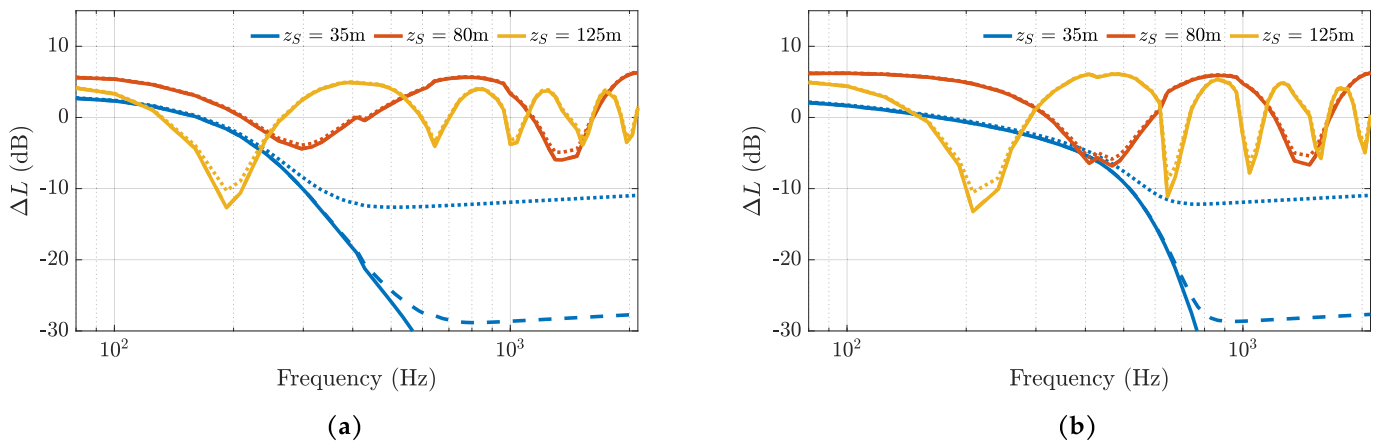 z_S = 35m z_S = 80m z_S = 125m
10
0
-10
-20
-30
ΔL (dB)
10^2 10^3
Frequency (Hz)
(a)
z_S = 35m z_S = 80m z_S = 125m
10
0
-10
-20
-30
ΔL (dB)
10^2 10^3
Frequency (Hz)
(b)